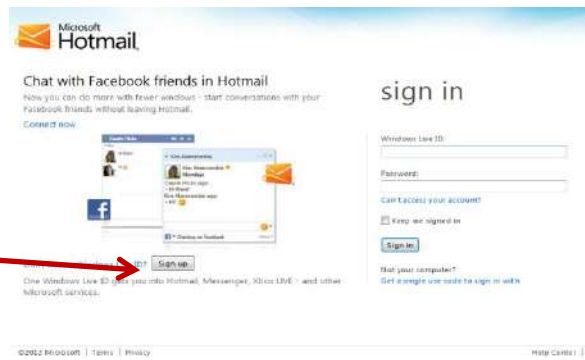 Microsoft
Hotmail
Chat with Facebook friends in Hotmail
Now you can do more with fewer windows - start conversations with your
Facebook friends without leaving Hotmail.
Connect now
Sign up
One Windows Live ID gets you into Hotmail, Messenger, Xbox LIVE - and other
Microsoft services.
sign in
Windows Live ID:
Password:
Can't access your account?
Keep me signed in
Sign in
Not your computer?
Get a single use code to sign in with
©2012 Microsoft | Terms | Privacy
Help Center |